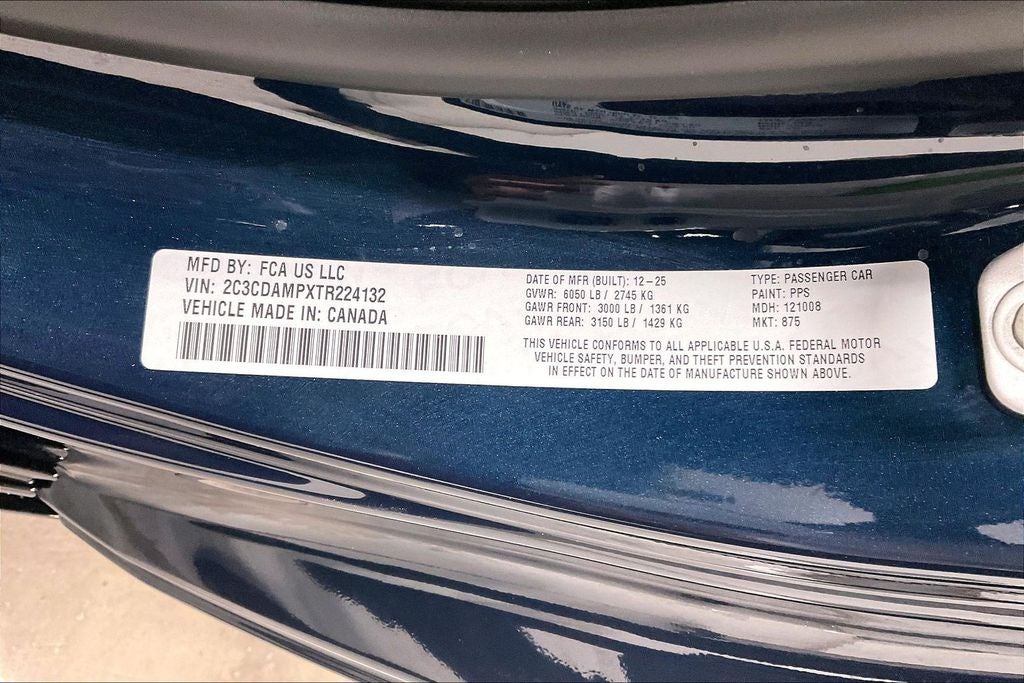 MFD BY: FCA US LLC
VIN: 2C3CDAMPXTR224132
VEHICLE MADE IN: CANADA
DATE OF MFR (BUILT): 12-25
GVWR: 6050 LB / 2745 KG
GAWR FRONT: 3000 LB / 1361 KG
GAWR REAR: 3150 LB / 1429 KG
TYPE: PASSENGER CAR
PAINT: PPS
MDH: 121008
MKT: 875
THIS VEHICLE CONFORMS TO ALL APPLICABLE U.S.A. FEDERAL MOTOR
VEHICLE SAFETY, BUMPER, AND THEFT PREVENTION STANDARDS
IN EFFECT ON THE DATE OF MANUFACTURE SHOWN ABOVE.